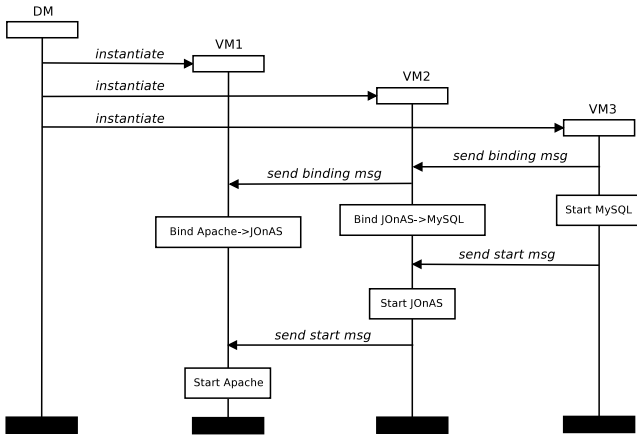 DM
VM1
instantiate
VM2
instantiate
VM3
instantiate
send binding msg
send binding msg
Start MySQL
Bind JOnAS->MySQL
Bind Apache->JOnAS
send start msg
Start JOnAS
send start msg
Start Apache